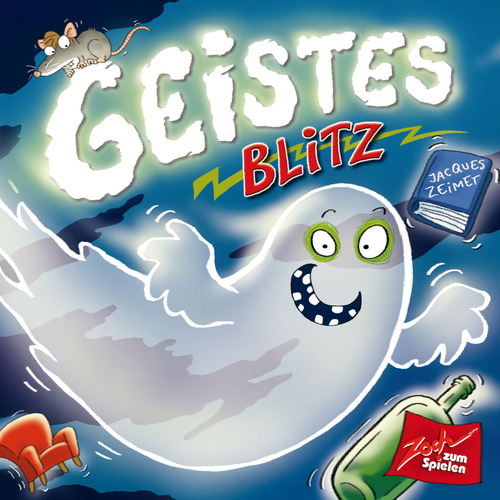 GEISTES
BLITZ
JACQUES
ZEIMET
Zoch
zum
Spielen